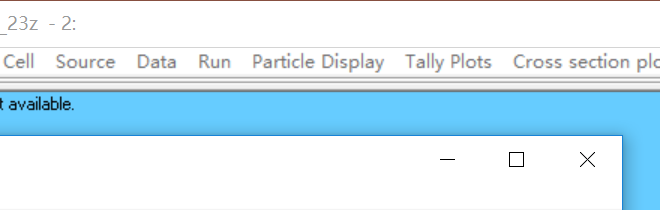 _23z - 2:
Cell Source Data Run Particle Display Tally Plots Cross section plo
t available.